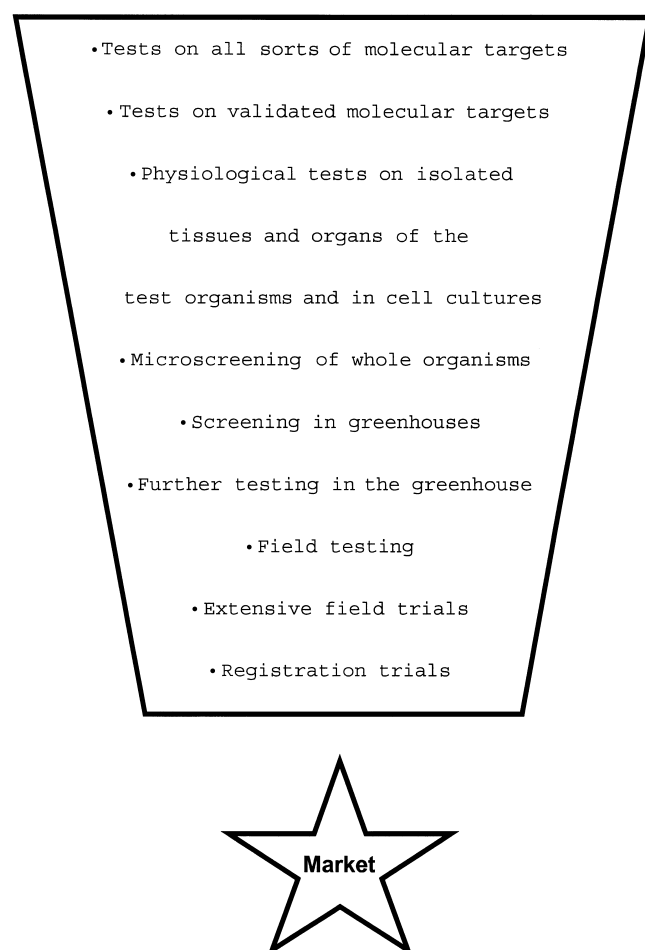 •Tests on all sorts of molecular targets
•Tests on validated molecular targets
•Physiological tests on isolated
tissues and organs of the
test organisms and in cell cultures
•Microscreening of whole organisms
•Screening in greenhouses
•Further testing in the greenhouse
•Field testing
•Extensive field trials
•Registration trials
Market